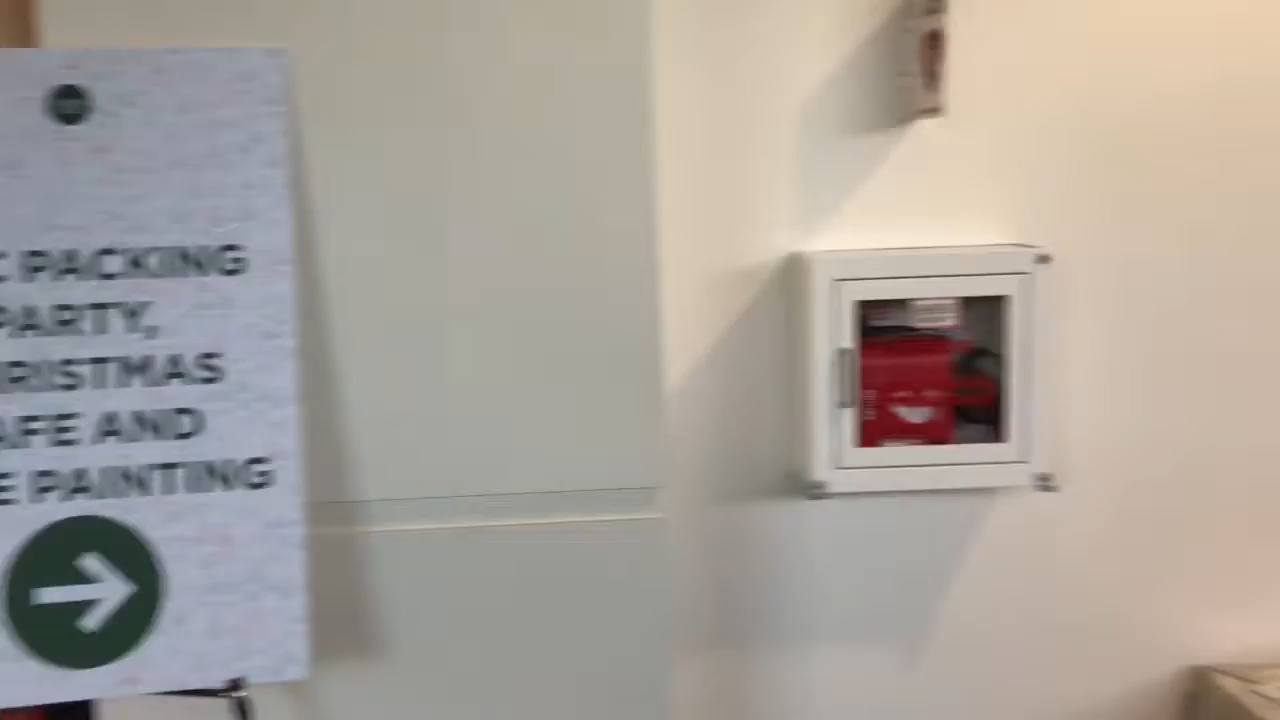 PACKING
PARTY,
RISTMAS
AFE AND
E PAINTING